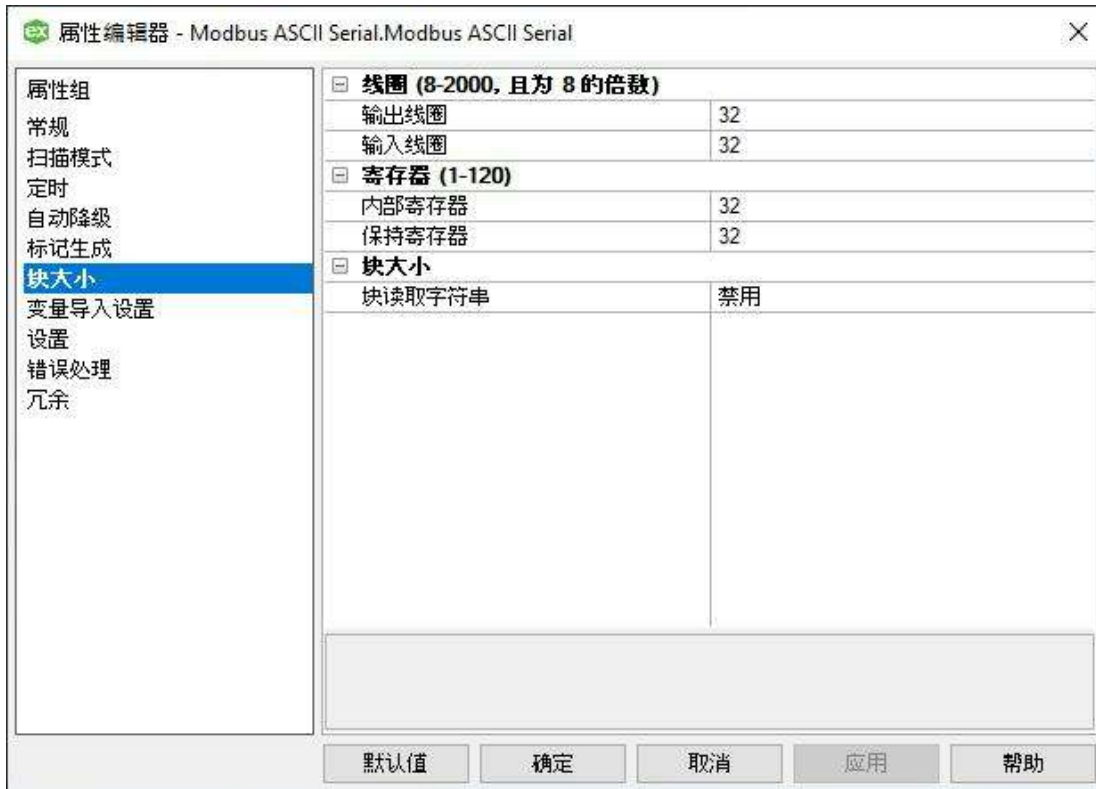 属性编辑器 - Modbus ASCII Serial.Modbus ASCII Serial
属性组
常规
扫描模式
定时
自动降级
标记生成
块大小
变量导入设置
设置
错误处理
冗余
线圈 (8-2000, 且为 8 的倍数)
输出线圈 32
输入线圈 32
寄存器 (1-120)
内部寄存器 32
保持寄存器 32
块大小
块读取字符串 禁用
默认值 确定 取消 应用 帮助